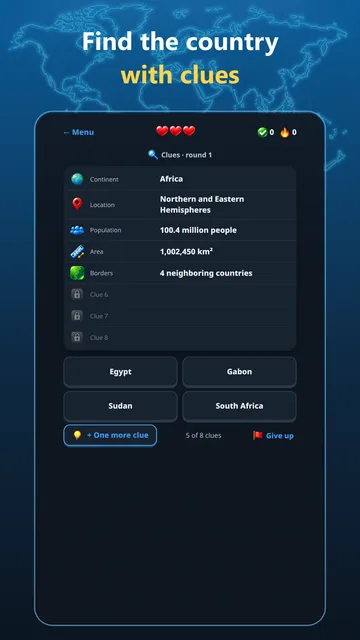 Find the country
with clues
← Menu
0 0
Clues · round 1
Continent Africa
Location Northern and Eastern
Hemispheres
Population 100.4 million people
Area 1,002,450 km²
Borders 4 neighboring countries
Clue 6
Clue 7
Clue 8
Egypt Gabon
Sudan South Africa
+ One more clue 5 of 8 clues Give up